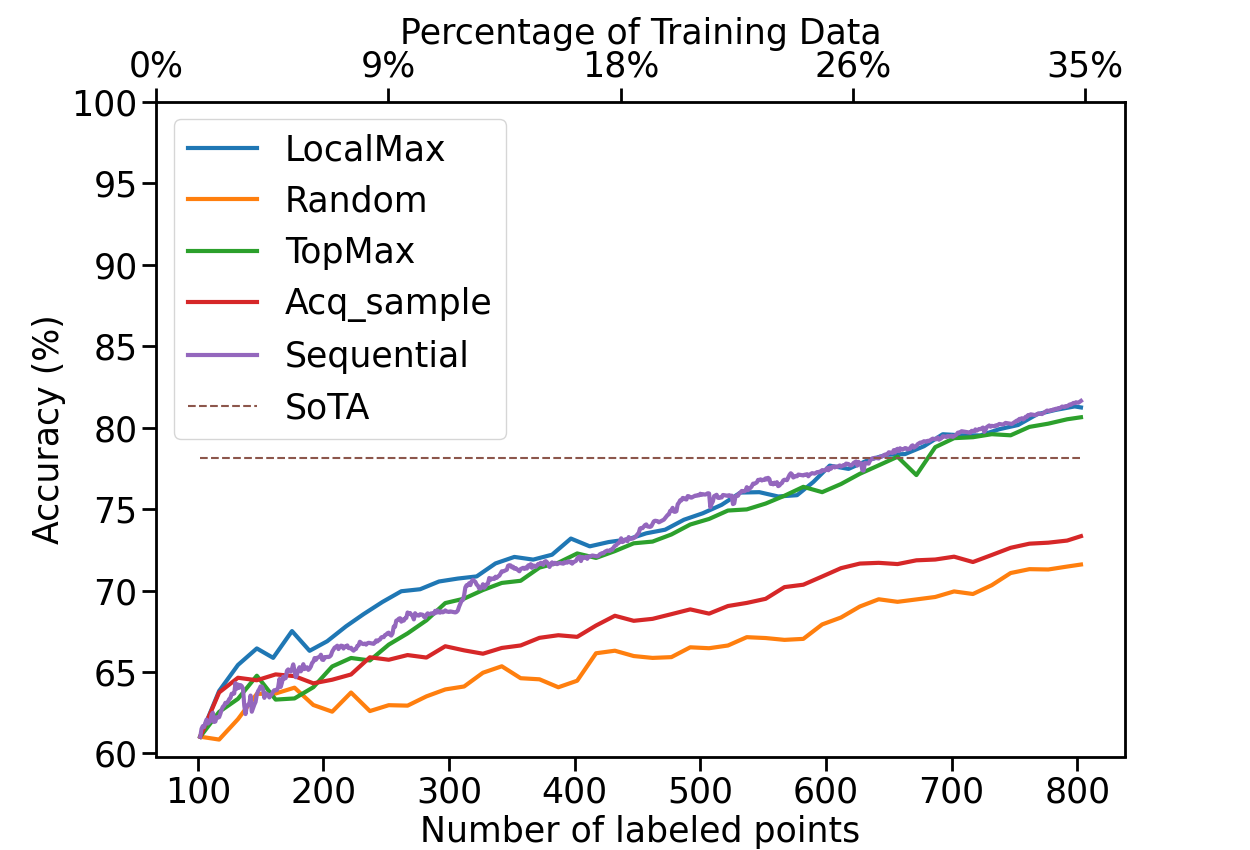 Percentage of Training Data
0% 9% 18% 26% 35%
100
95
90
85
80
75
70
65
60
Accuracy (%)
LocalMax
Random
TopMax
Acq_sample
Sequential
SoTA
100 200 300 400 500 600 700 800
Number of labeled points